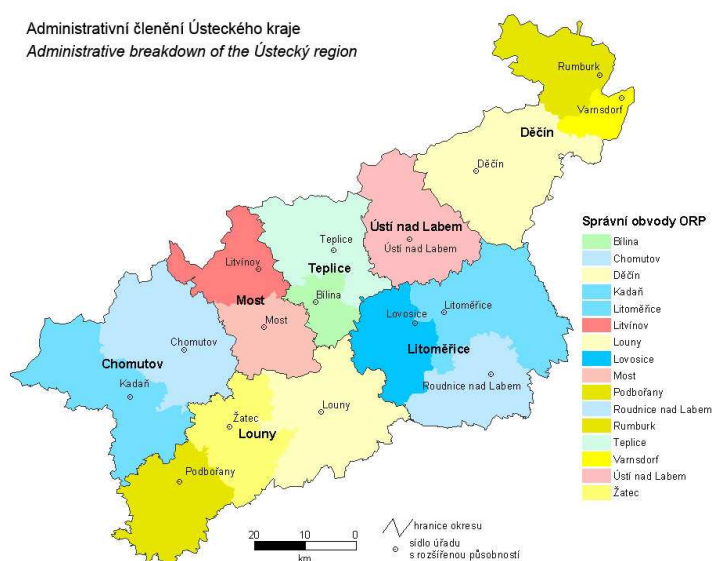 Administrativní členění Ústeckého kraje
Administrative breakdown of the Ústecký region
Rumburk
Varnsdorf
Děčín
Děčín
Ústí nad Labem
Ústí nad Labem
Teplice
Teplice
Litvínov
Bílina
Most
Most
Lovosice
Litoměřice
Litoměřice
Chomutov
Chomutov
Kadaň
Roudnice nad Labem
Louny
Žatec
Louny
Podbořany
Správní obvody ORP
Bílina
Chomutov
Děčín
Kadaň
Litoměřice
Litvínov
Louny
Lovosice
Most
Podbořany
Roudnice nad Labem
Rumburk
Teplice
Varnsdorf
Ústí nad Labem
Žatec
20 10 0
km
hranice okresu
sídlo úřadu
s rozšířenou působností